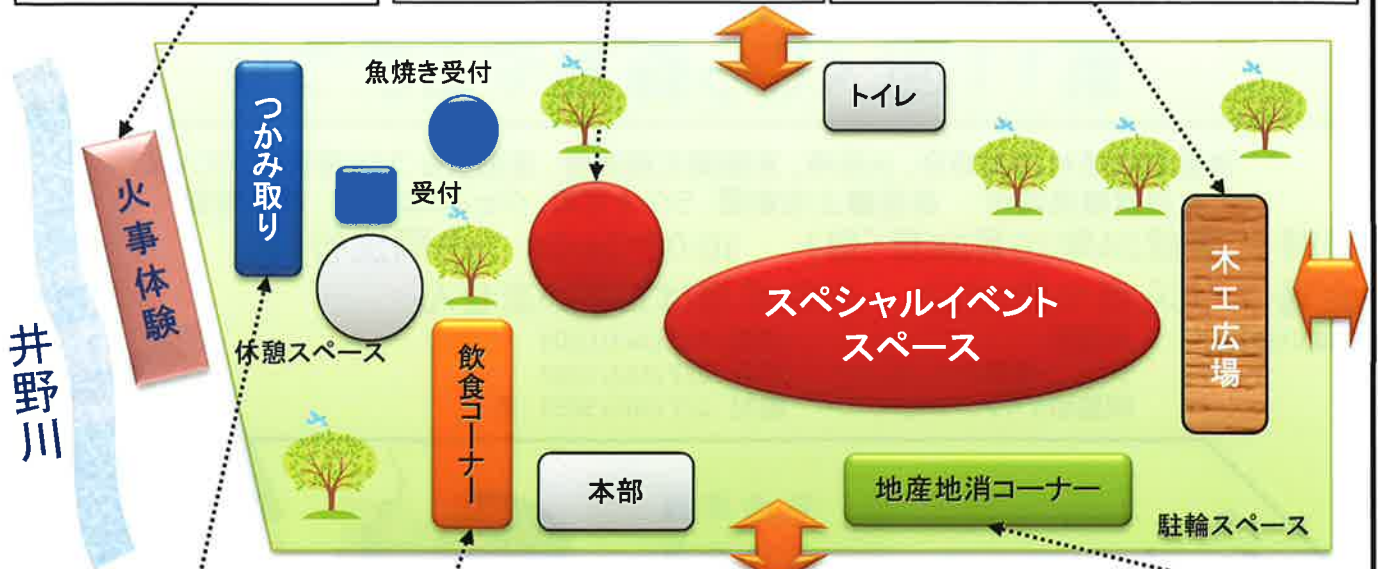 魚焼き受付
トイレ
つかみ取り
受付
火事体験
木工広場
スペシャルイベント
スペース
井野川
休憩スペース
飲食コーナー
本部
地産地消コーナー
駐輪スペース